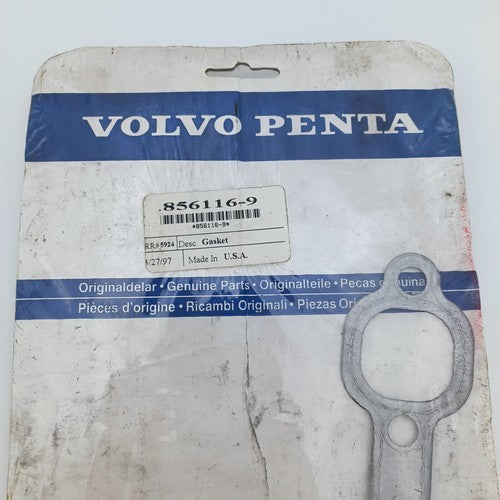 VOLVO PENTA
856116-9
*856116-9*
RR#5924 Desc Gasket
3/27/97 Made In U.S.A.
Originaldelar · Genuine Parts · Originalteile · Pecas genuina
Pièces d'origine · Ricambi Originali · Piezas Ori